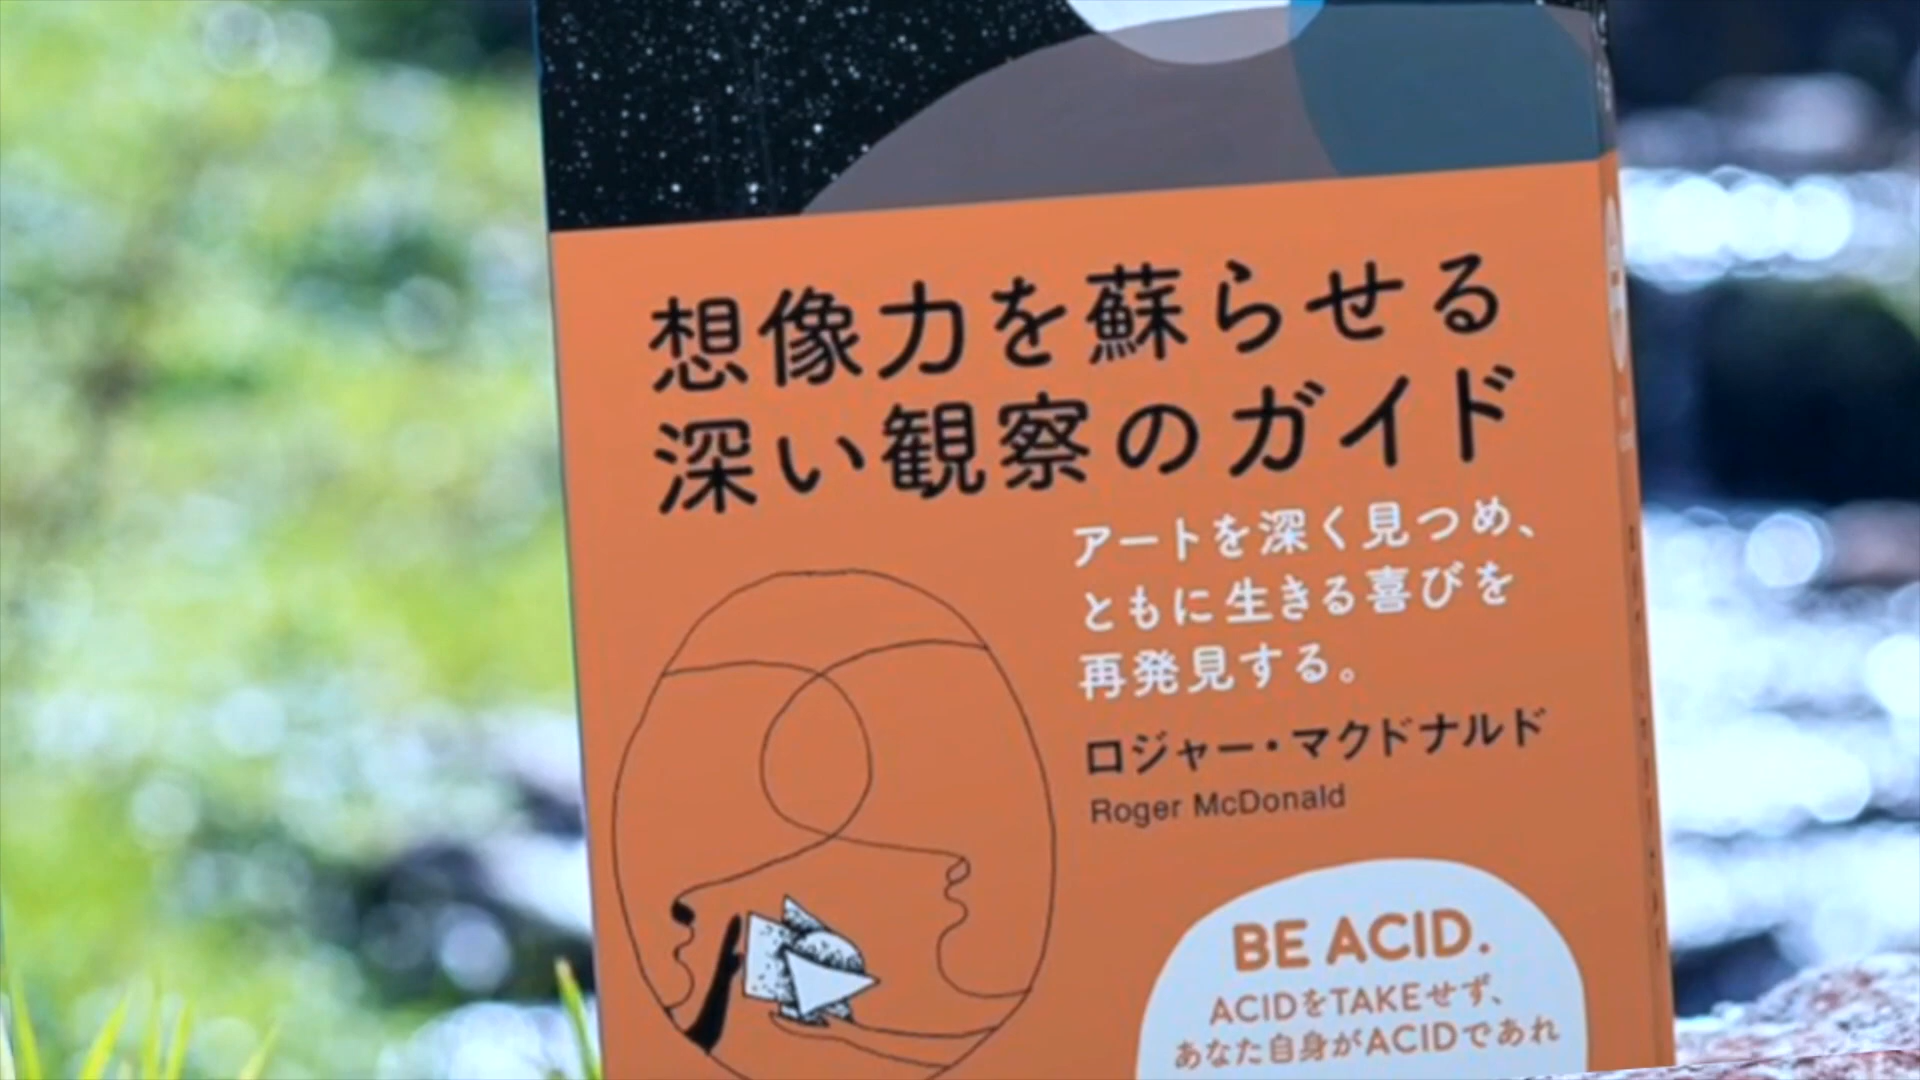 想像力を蘇らせる
深い観察のガイド
アートを深く見つめ、
ともに生きる喜びを
再発見する。
ロジャー・マクドナルド
Roger McDonald
BE ACID.
ACIDをTAKEせず、
あなた自身がACIDであれ